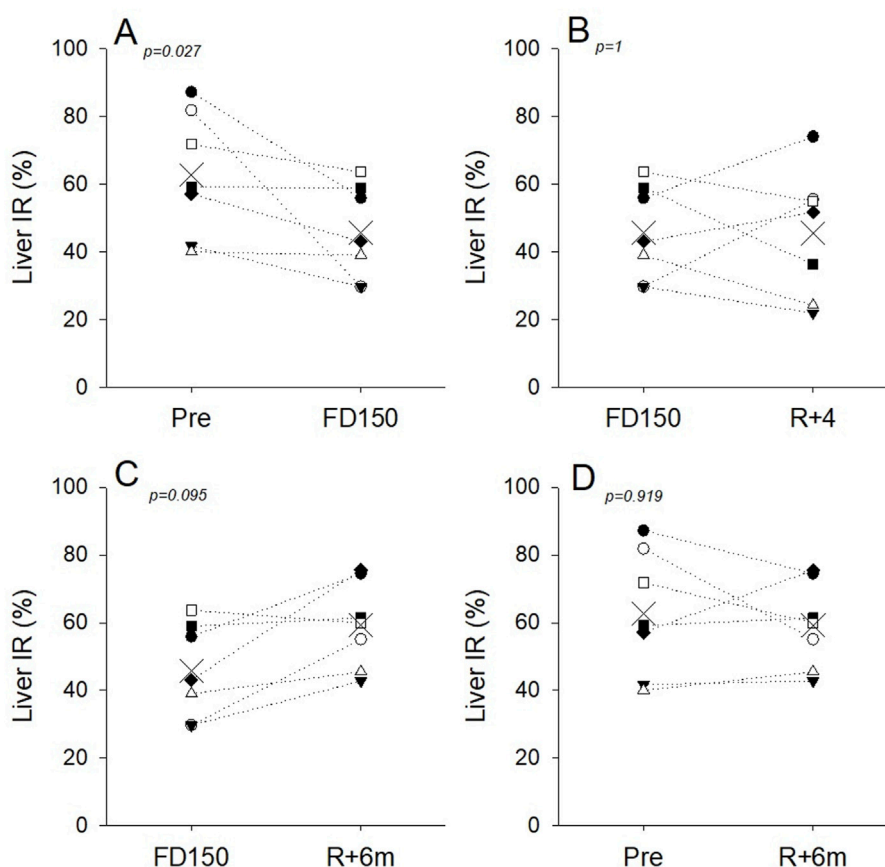 A
p=0.027
100
80
60
40
20
0
Liver IR (%)
Pre
FD150
B
p=1
100
80
60
40
20
0
Liver IR (%)
FD150
R+4
C
p=0.095
100
80
60
40
20
0
Liver IR (%)
FD150
R+6m
D
p=0.919
100
80
60
40
20
0
Liver IR (%)
Pre
R+6m